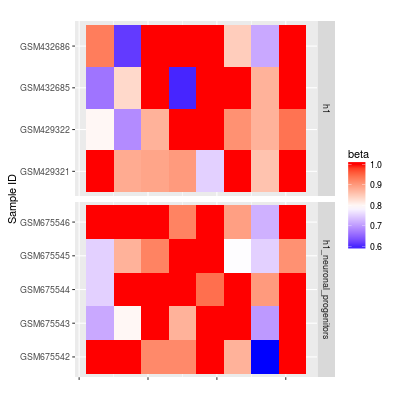 GSM432686
GSM432685
GSM429322
GSM429321
h1
GSM675546
GSM675545
GSM675544
GSM675543
GSM675542
h1_neuronal_progenitors
Sample ID
beta
1.0
0.9
0.8
0.7
0.6